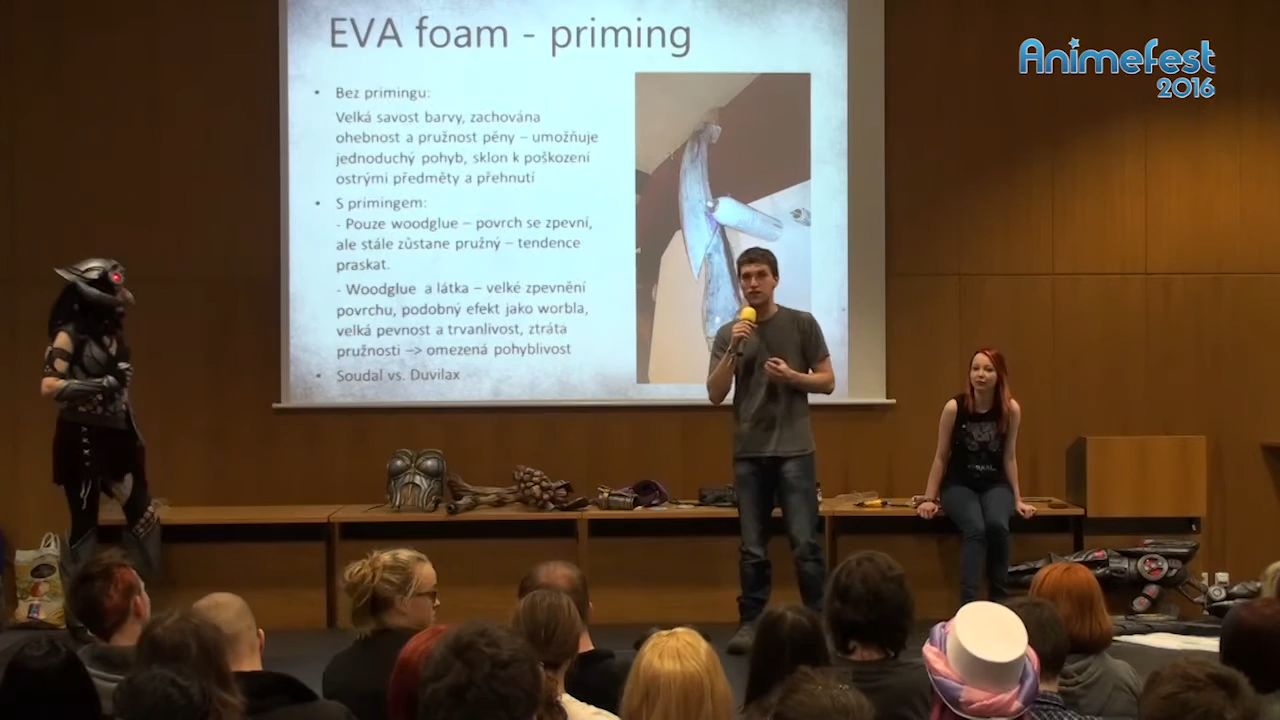 EVA foam - priming
AnimeFest
2016
• Bez primingu:
Velká savost barvy, zachována
ohebnost a pružnost pěny – umožňuje
jednoduchý pohyb, sklon k poškození
ostrými předměty a přehnutí
• S primingem:
- Pouze woodglue – povrch se zpevní,
ale stále zůstane pružný – tendence
praskat.
- Woodglue a látka – velké zpevnění
povrchu, podobný efekt jako worbla,
velká pevnost a trvanlivost, ztráta
pružnosti –> omezená pohyblivost
• Soudal vs. Duvilax